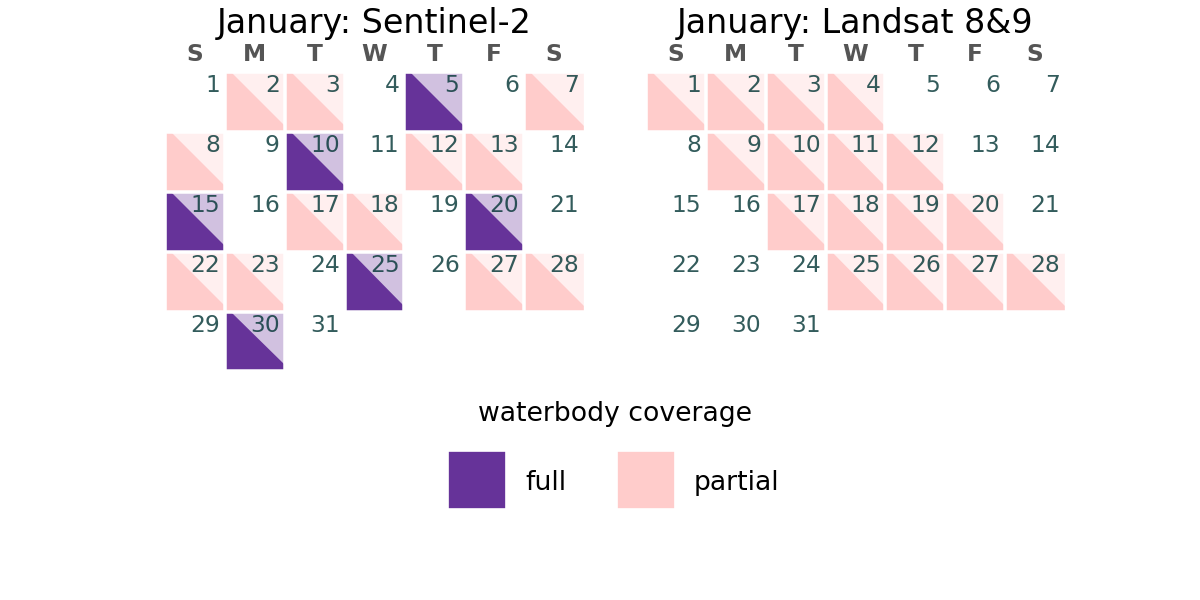 January: Sentinel-2
S M T W T F S
1 2 3 4 5 6 7
8 9 10 11 12 13 14
15 16 17 18 19 20 21
22 23 24 25 26 27 28
29 30 31
January: Landsat 8&9
S M T W T F S
1 2 3 4 5 6 7
8 9 10 11 12 13 14
15 16 17 18 19 20 21
22 23 24 25 26 27 28
29 30 31
waterbody coverage
full
partial